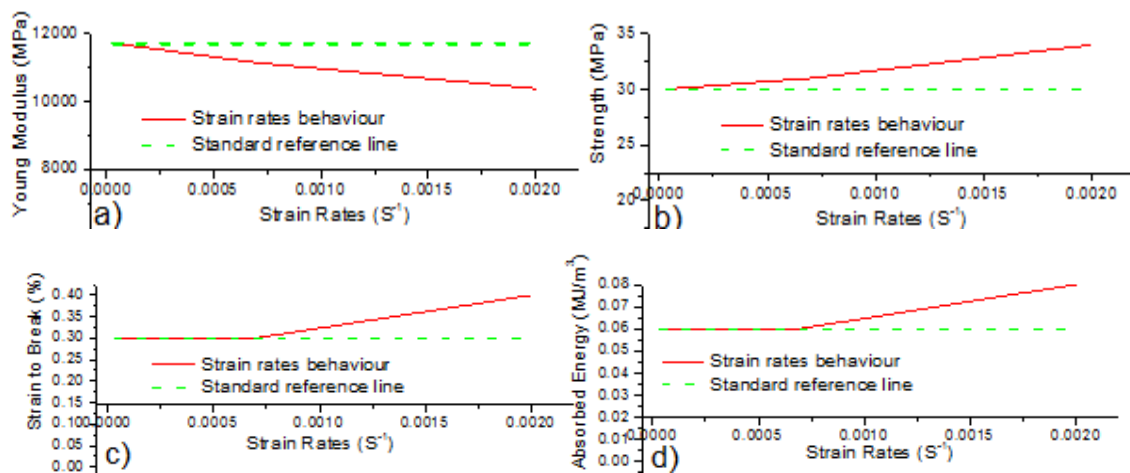 12000
10000
8000
Young Modulus (MPa)
Strain rates behaviour
Standard reference line
0.0000 0.0005 0.0010 0.0015 0.0020
a) Strain Rates (S⁻¹)
35
30
25
20
Strength (MPa)
Strain rates behaviour
Standard reference line
0.0000 0.0005 0.0010 0.0015 0.0020
b) Strain Rates (S⁻¹)
0.40
0.35
0.30
0.25
0.20
0.15
0.10
0.05
0.00
Strain to Break (%)
Strain rates behaviour
Standard reference line
0.0005 0.0010 0.0015 0.0020
c) Strain Rates (S⁻¹)
0.08
0.07
0.06
0.05
0.04
0.03
0.02
0.01
0.00
Absorbed Energy (MJ/m³)
Strain rates behaviour
Standard reference line
0.0005 0.0010 0.0015 0.0020
d) Strain Rates (S⁻¹)